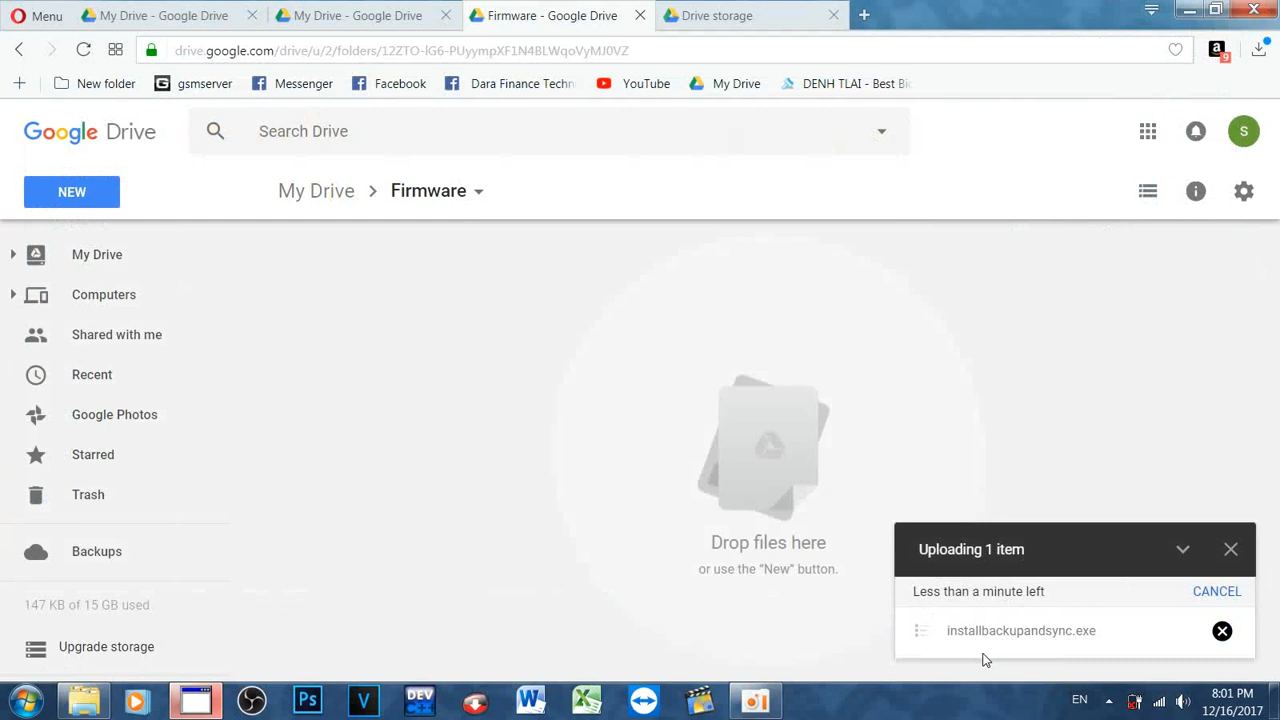 Menu
My Drive - Google Drive
My Drive - Google Drive
Firmware - Google Drive
Drive storage
drive.google.com/drive/u/2/folders/12ZTO-lG6-PUyympXF1N4BLWqoVyMJ0VZ
9
New folder
G gsmserver
Messenger
Facebook
Dara Finance Techn
YouTube
My Drive
DENH TLAI - Best Bi
Google Drive
Search Drive
S
NEW
My Drive
Firmware
My Drive
Computers
Shared with me
Recent
Google Photos
Starred
Trash
Backups
147 KB of 15 GB used
Upgrade storage
Drop files here
or use the "New" button.
Uploading 1 item
Less than a minute left
CANCEL
installbackupandsync.exe
Ps
V
DEV
EN
8:01 PM
12/16/2017